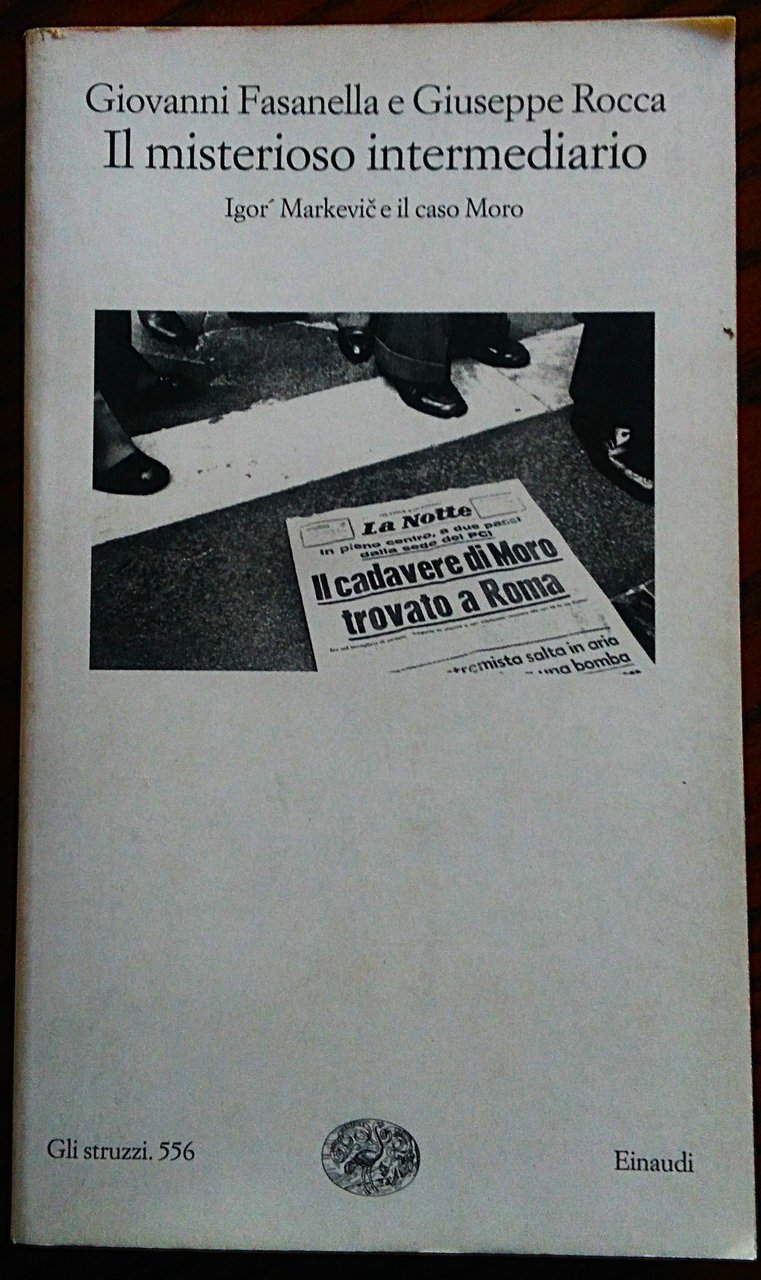 Giovanni Fasanella e Giuseppe Rocca
Il misterioso intermediario
Igor´ Markevič e il caso Moro
La Notte
In pieno centro, a due passi
dalla sede del PCI
Il cadavere di Moro
trovato a Roma
tremista salta in aria
una bomba
Gli struzzi. 556
Einaudi